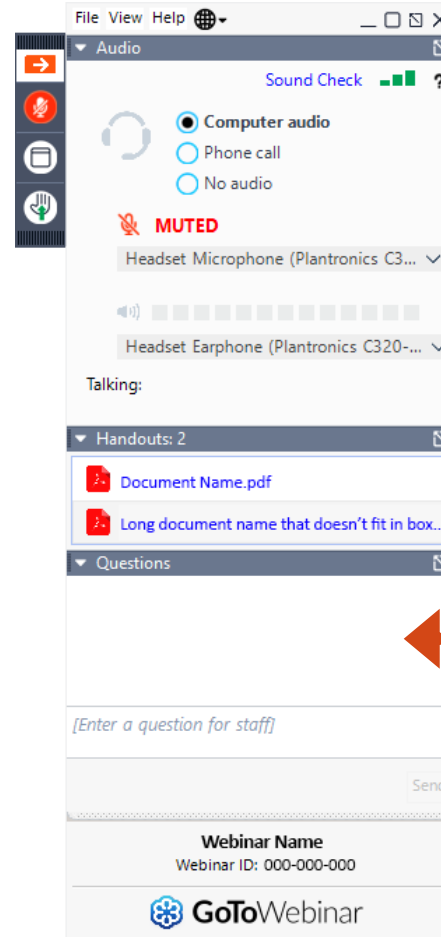 File View Help
Audio
Sound Check ?
Computer audio
Phone call
No audio
MUTED
Headset Microphone (Plantronics C3...
Headset Earphone (Plantronics C320-...
Talking:
Handouts: 2
Document Name.pdf
Long document name that doesn’t fit in box...
Questions
[Enter a question for staff]
Send
Webinar Name
Webinar ID: 000-000-000
GoToWebinar